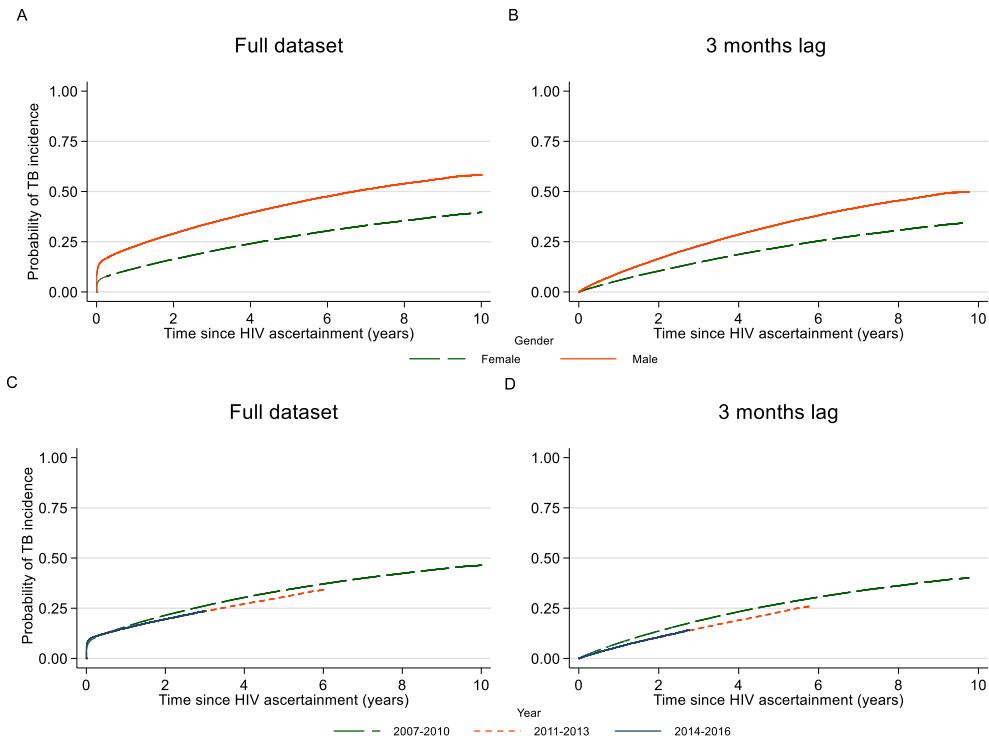 A
Full dataset
Probability of TB incidence
1.00
0.75
0.50
0.25
0.00
0 2 4 6 8 10
Time since HIV ascertainment (years)
B
3 months lag
1.00
0.75
0.50
0.25
0.00
0 2 4 6 8 10
Time since HIV ascertainment (years)
Gender
Female Male
C
Full dataset
Probability of TB incidence
1.00
0.75
0.50
0.25
0.00
0 2 4 6 8 10
Time since HIV ascertainment (years)
D
3 months lag
1.00
0.75
0.50
0.25
0.00
0 2 4 6 8 10
Time since HIV ascertainment (years)
Year
2007-2010 2011-2013 2014-2016